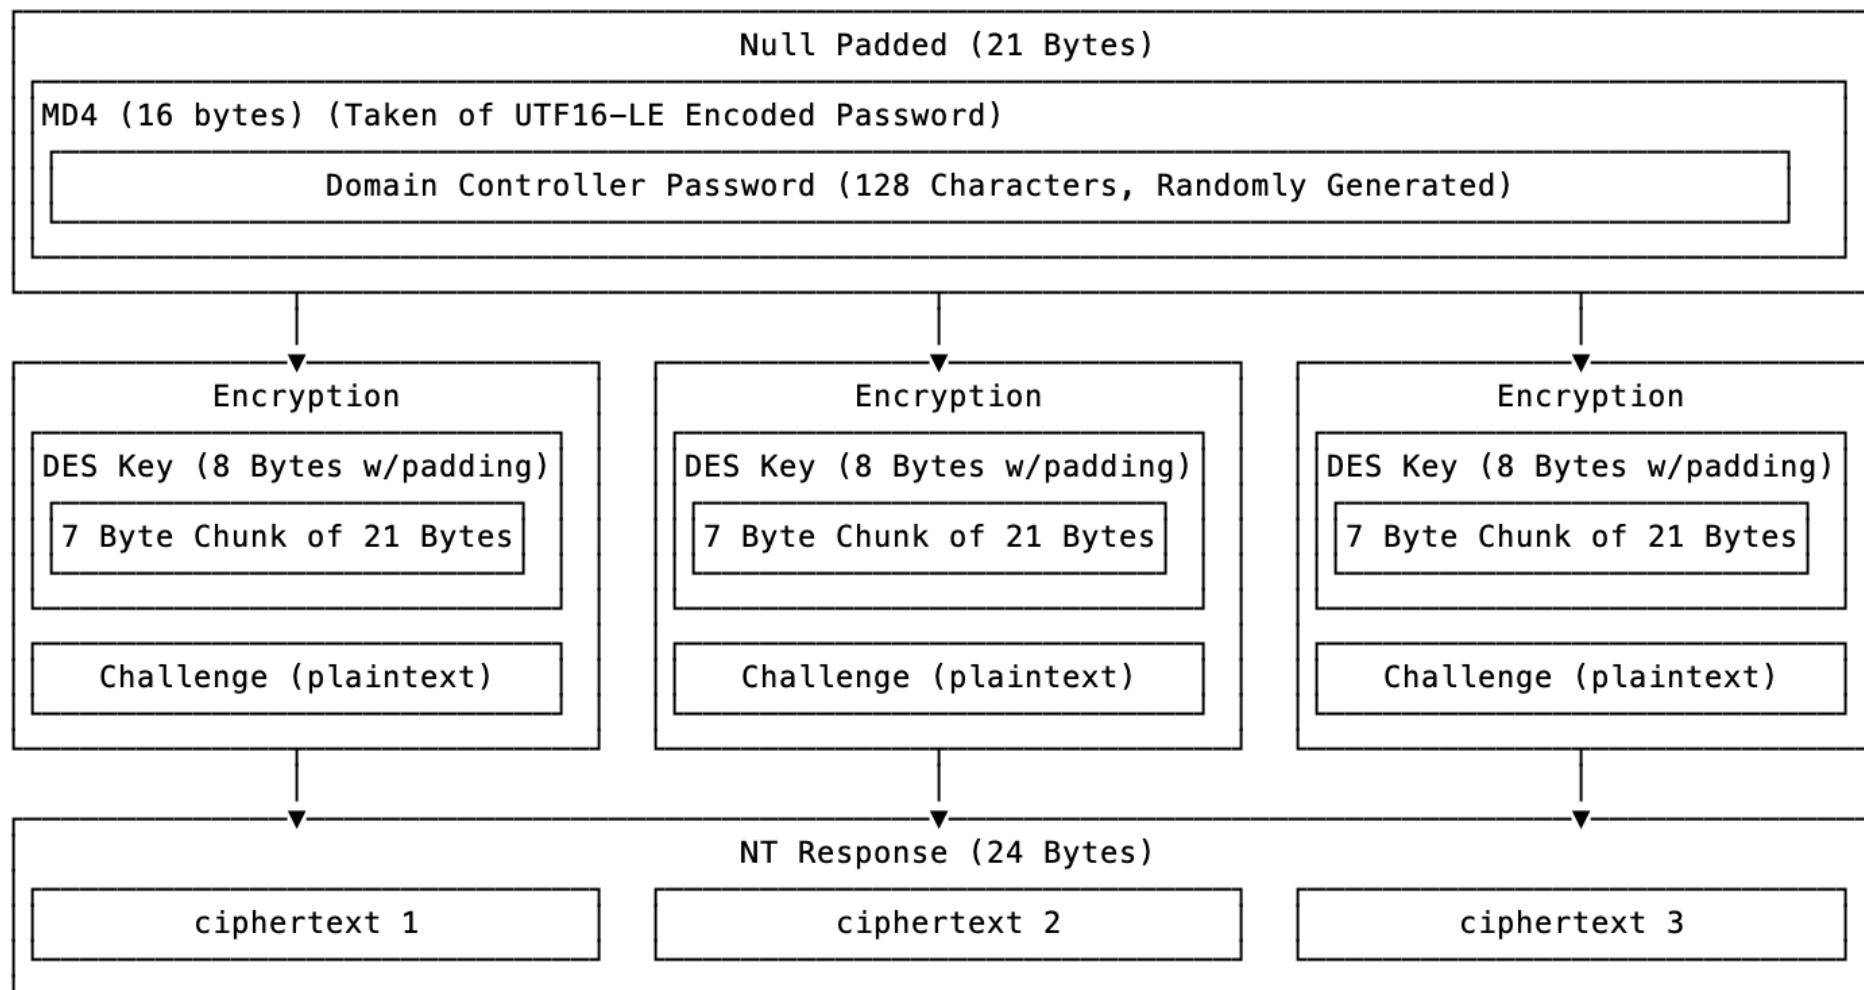 Null Padded (21 Bytes)
MD4 (16 bytes) (Taken of UTF16-LE Encoded Password)
Domain Controller Password (128 Characters, Randomly Generated)
Encryption Encryption Encryption
DES Key (8 Bytes w/padding) DES Key (8 Bytes w/padding) DES Key (8 Bytes w/padding)
7 Byte Chunk of 21 Bytes 7 Byte Chunk of 21 Bytes 7 Byte Chunk of 21 Bytes
Challenge (plaintext) Challenge (plaintext) Challenge (plaintext)
NT Response (24 Bytes)
ciphertext 1 ciphertext 2 ciphertext 3